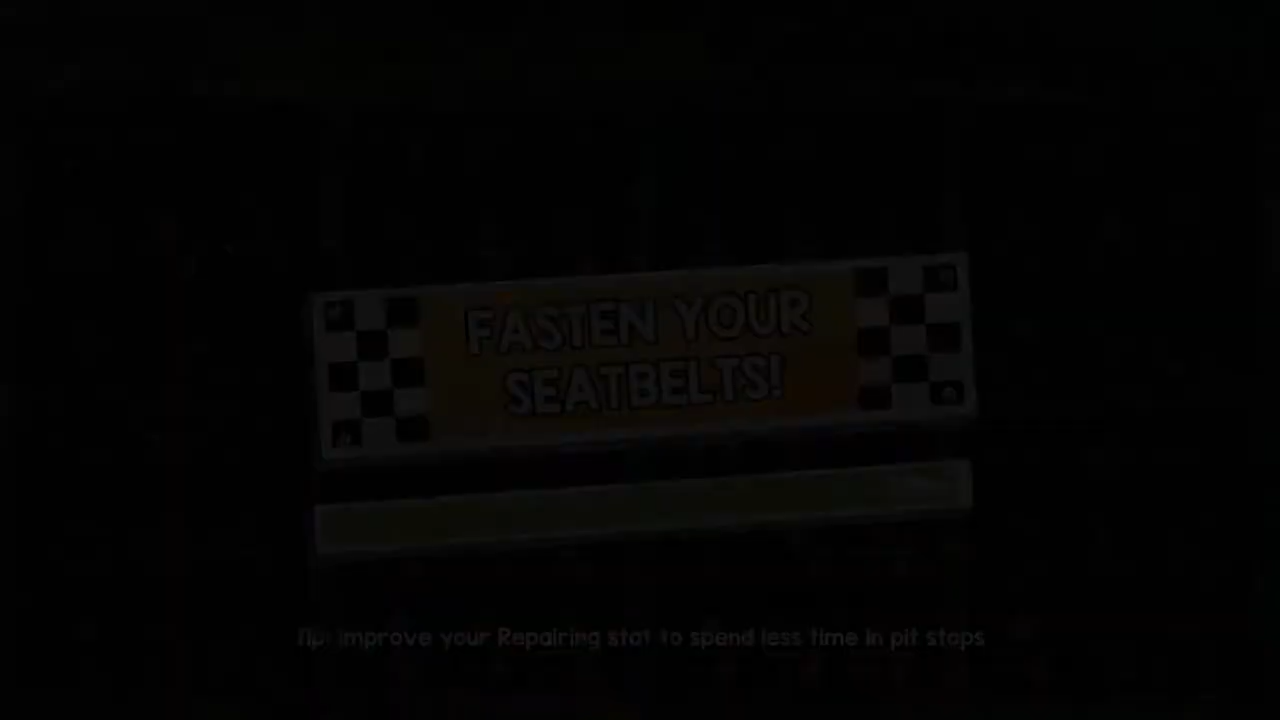 FASTEN YOUR
SEATBELTS!
Tip: Improve your Repairing stat to spend less time in pit stops